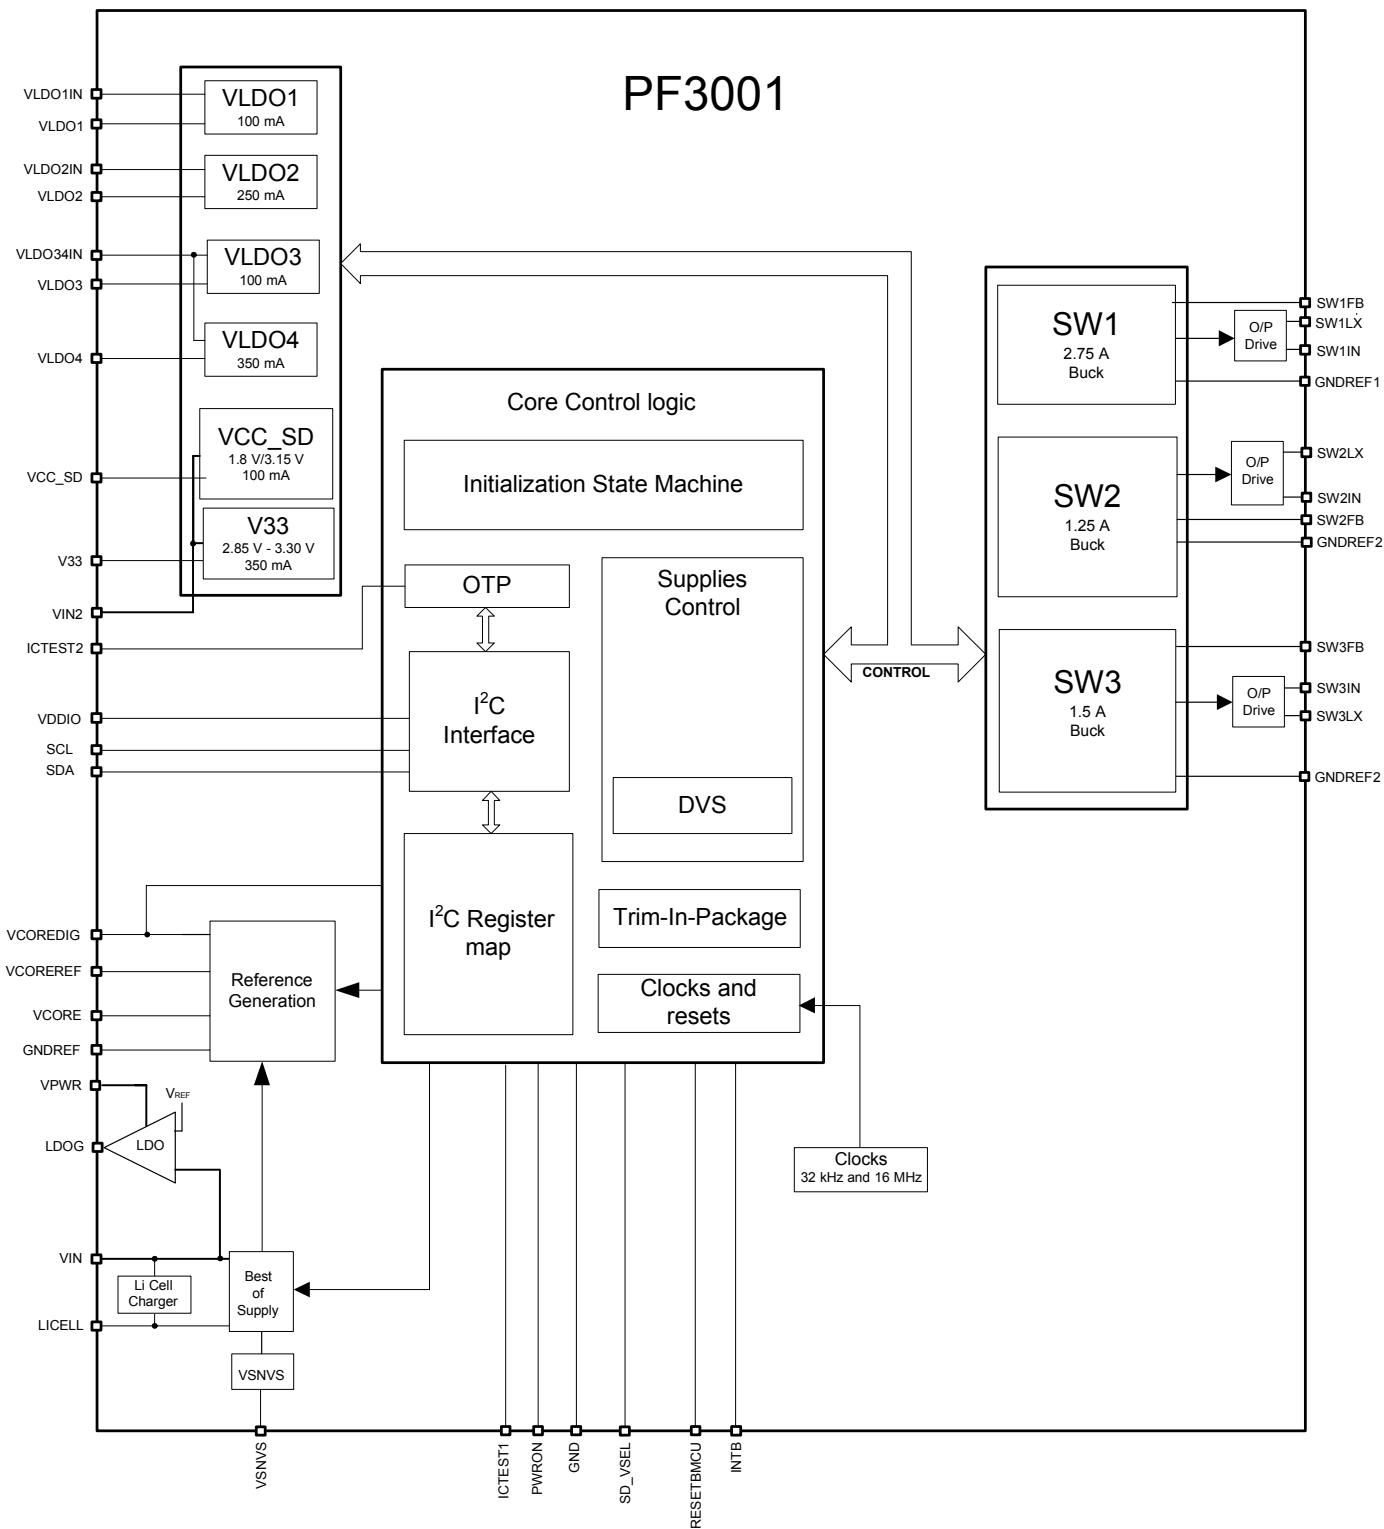 PF3001
VLDO1IN
VLDO1
VLDO2IN
VLDO2
VLDO34IN
VLDO3
VLDO4
VCC_SD
V33
VIN2
ICTEST2
VDDIO
SCL
SDA
VCOREDIG
VCOREREF
VCORE
GNDREF
VPWR
LDOG
VIN
LICELL
VLDO1
100 mA
VLDO2
250 mA
VLDO3
100 mA
VLDO4
350 mA
VCC_SD
1.8 V/3.15 V
100 mA
V33
2.85 V - 3.30 V
350 mA
Core Control logic
Initialization State Machine
OTP
I²C
Interface
I²C Register
map
Supplies
Control
DVS
Trim-In-Package
Clocks and
resets
CONTROL
SW1
2.75 A
Buck
SW2
1.25 A
Buck
SW3
1.5 A
Buck
O/P
Drive
O/P
Drive
O/P
Drive
SW1FB
SW1LX
SW1IN
GNDREF1
SW2LX
SW2IN
SW2FB
GNDREF2
SW3FB
SW3IN
SW3LX
GNDREF2
Reference
Generation
VREF
LDO
Li Cell
Charger
Best
of
Supply
VSNVS
Clocks
32 kHz and 16 MHz
VSNVS
ICTEST1
PWRON
GND
SD_VSEL
RESETBMCU
INTB